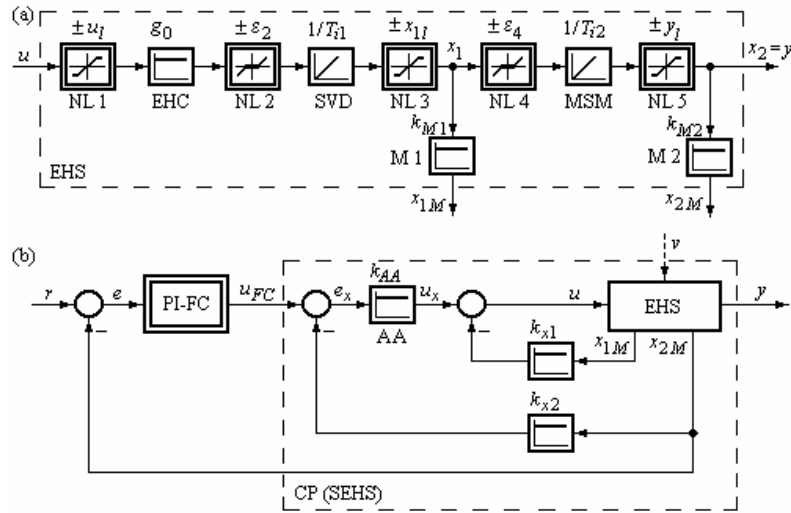 (a)
± u_l g_0 ± ε_2 1/T_i1 ± x_1l x_1 ± ε_4 1/T_i2 ± y_l
u x_2 = y
NL 1 EHC NL 2 SVD NL 3 NL 4 MSM NL 5
k_M1 k_M2
M 1 M 2
EHS
x_1M x_2M
(b)
v
r e PI-FC u_FC e_x k_AA u_x u EHS y
AA
x_1M x_2M
k_x1
k_x2
CP (SEHS)